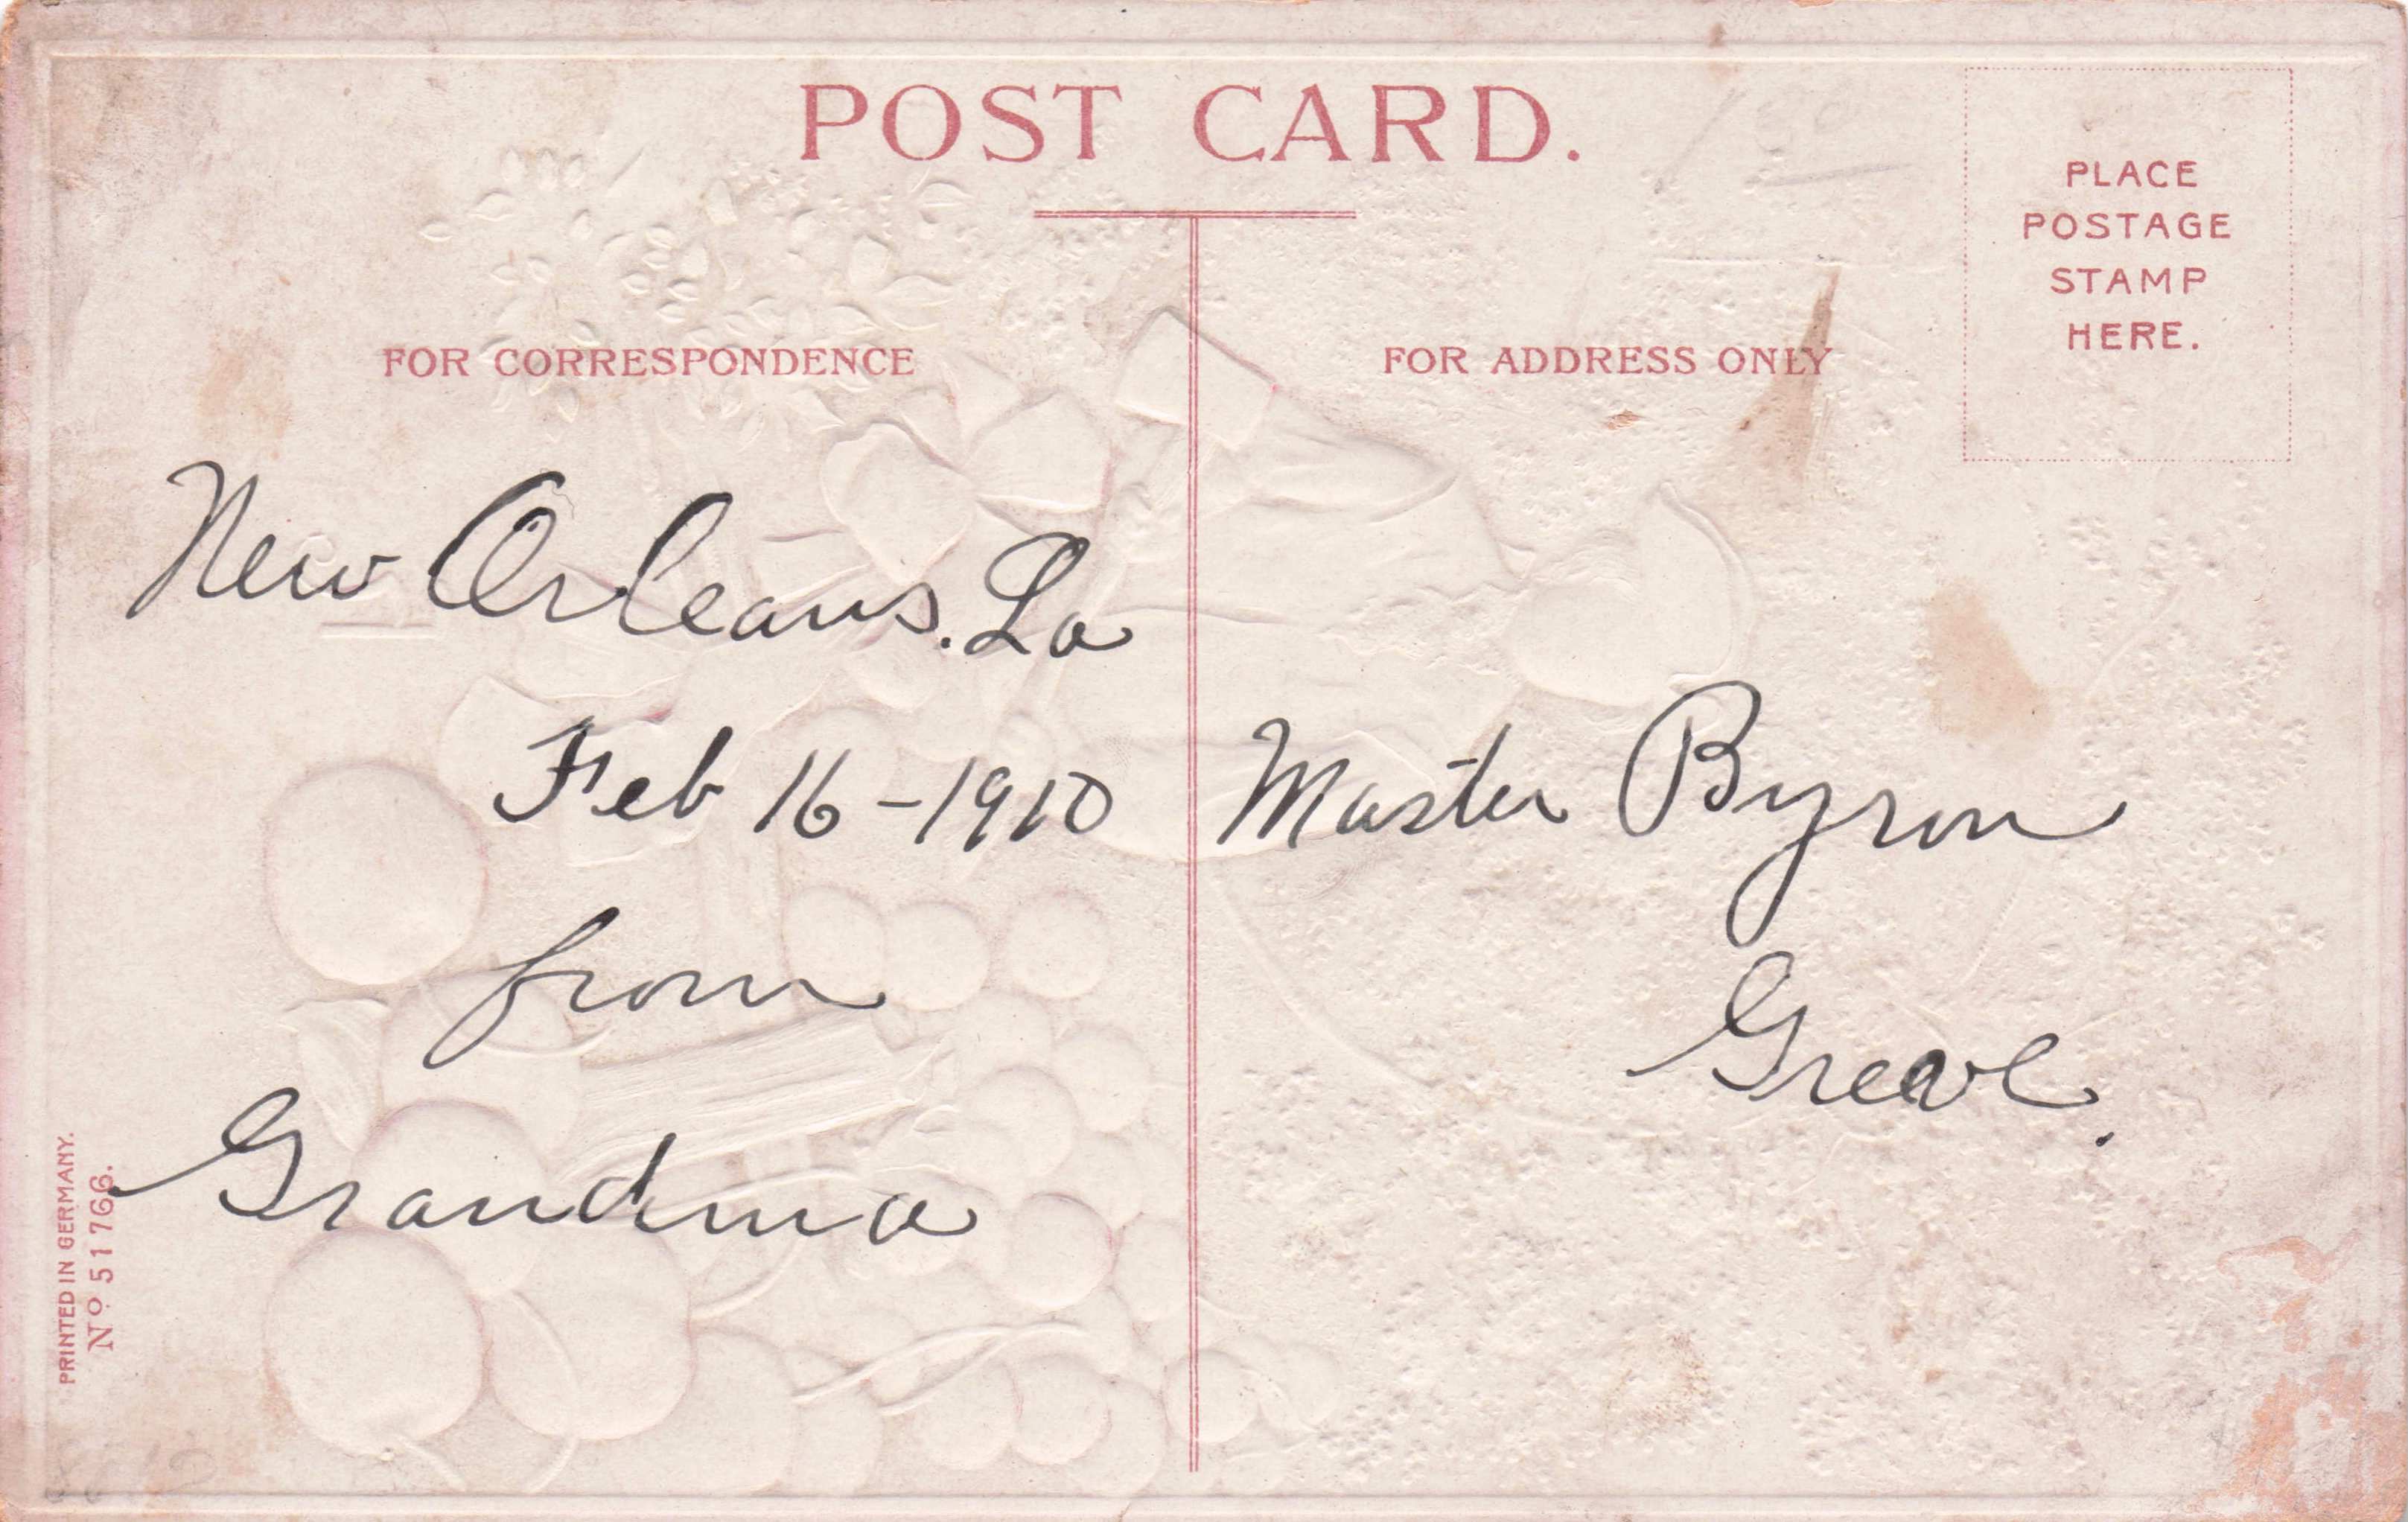 POST CARD.
PLACE
POSTAGE
STAMP
HERE.
FOR CORRESPONDENCE
New Orleans. La
Feb 16-1910
from
Grandma
FOR ADDRESS ONLY
Master Byron
Greve.
PRINTED IN GERMANY.
No 51766.